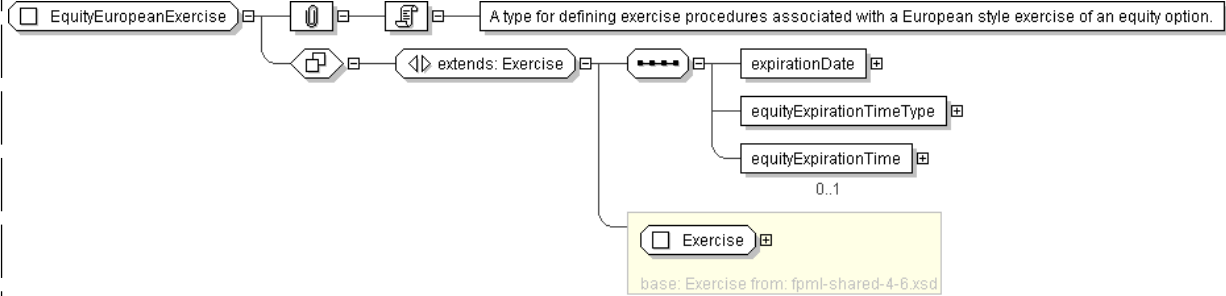 EquityEuropeanExercise
A type for defining exercise procedures associated with a European style exercise of an equity option.
extends: Exercise
expirationDate
equityExpirationTimeType
equityExpirationTime
0..1
Exercise
base: Exercise from: fpml-shared-4-6.xsd